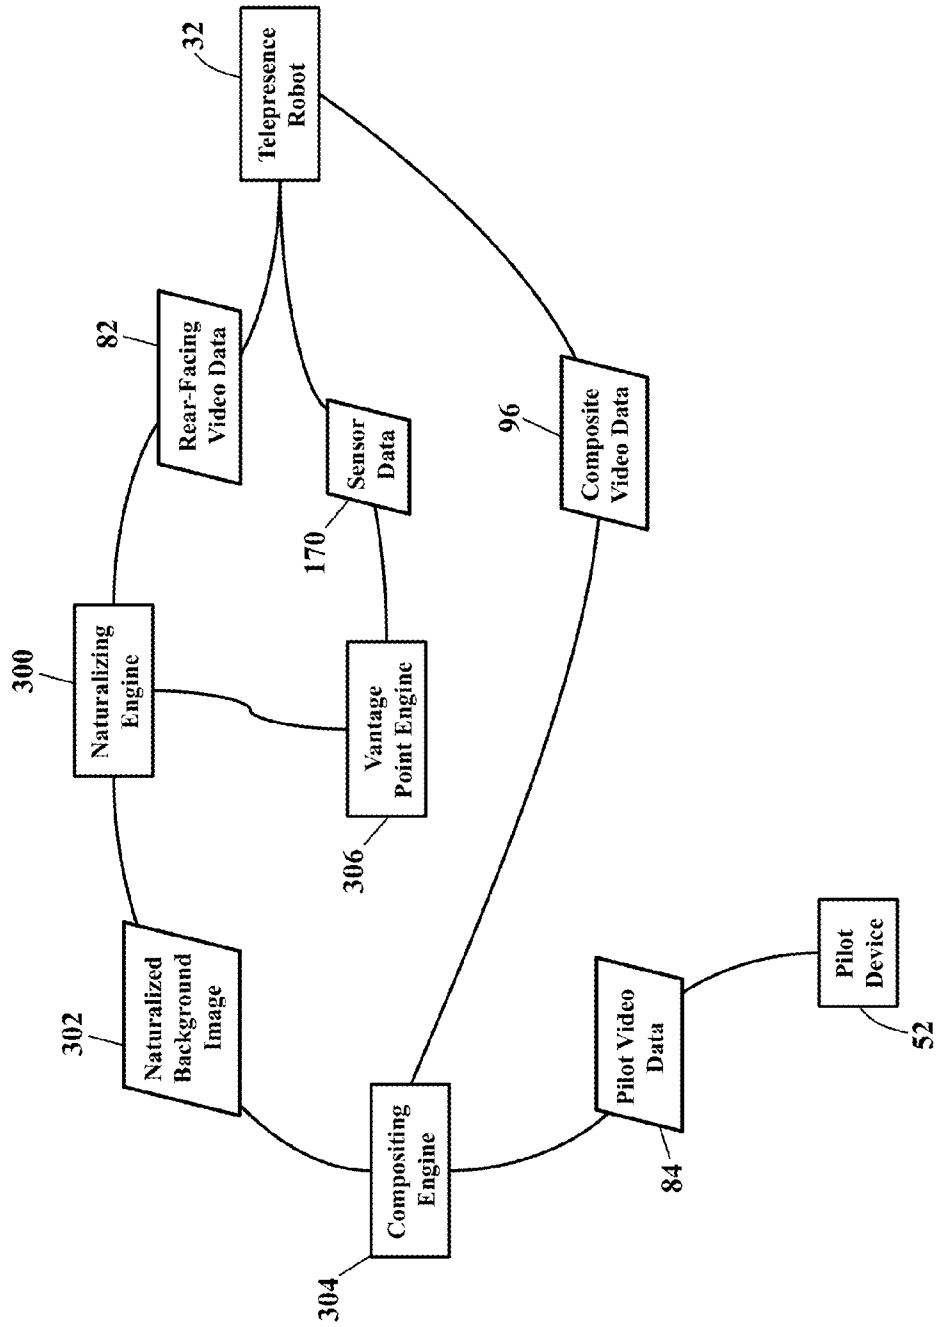 300
302
82
32
Naturalizing
Engine
Naturalized
Background
Image
Rear-Facing
Video Data
Telepresence
Robot
170
Sensor
Data
304
Compositing
Engine
306
Vantage
Point Engine
96
Composite
Video Data
Pilot Video
Data
84
Pilot
Device
52